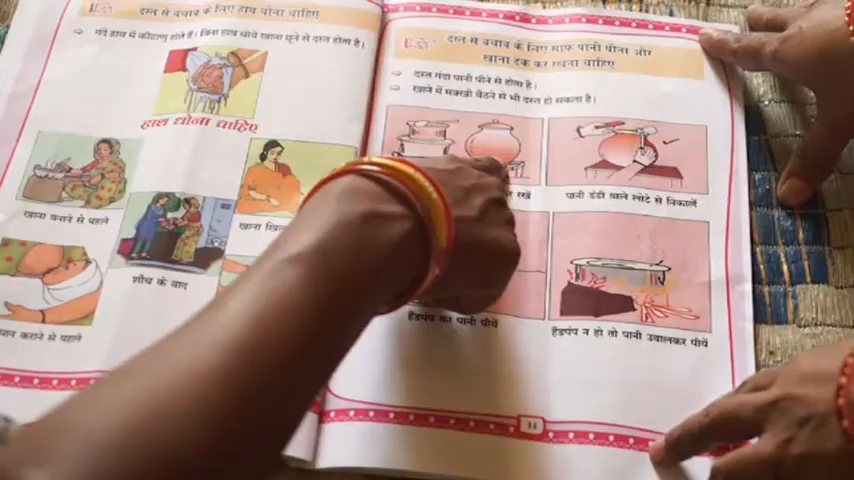 दस्त से बचाव के लिए हाथ धोना चाहिए
गंदे हाथ में कीटाणु होते हैं। बिना हाथ धोये खाना छूने से दस्त होता है।
हाथ धोना चाहिए
खाना बनाने से पहले
खाना
शौच के बाद
कराने से पहले
दस्त से बचाव के लिए साफ पानी पीना और
खाना ढक कर रखना चाहिए
दस्त गंदा पानी पीने से होता है।
खाने में मक्खी बैठने से भी दस्त हो सकता है।
रखें
पानी डंडी वाले लोटे से निकालें
हैंडपंप का पानी पीयें
हैंडपंप न हो तो पानी उबालकर पीयें
11